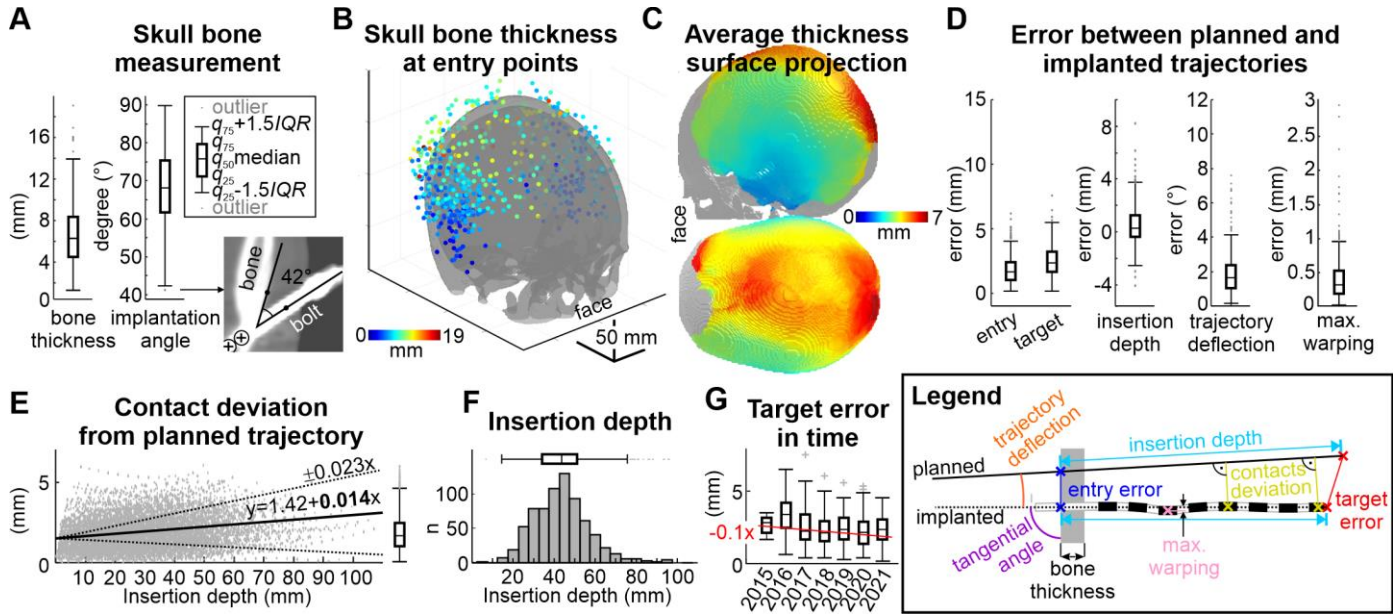 A
Skull bone
measurement
16
12
8
4
0
(mm)
bone
thickness
90
80
70
60
50
40
degree (°)
implantation
angle
outlier
q75+1.5IQR
q75
q50 median
q25
q25-1.5IQR
outlier
bone
42°
bolt
B
Skull bone thickness
at entry points
0
19
mm
face
50 mm
C
Average thickness
surface projection
face
0
7
mm
D
Error between planned and
implanted trajectories
15
10
5
0
error (mm)
entry
target
8
4
0
-4
error (mm)
insertion
depth
12
10
8
6
4
2
0
error (°)
trajectory
deflection
3
2.5
2
1.5
1
0.5
0
error (mm)
max.
warping
E
Contact deviation
from planned trajectory
5
0
(mm)
±0.023x
y=1.42+0.014x
10 20 30 40 50 60 70 80 90 100
Insertion depth (mm)
F
Insertion depth
100
50
0
n
20 40 60 80 100
Insertion depth (mm)
G
Target error
in time
5
0
(mm)
-0.1x
2015
2016
2017
2018
2019
2020
2021
Legend
trajectory
deflection
insertion depth
planned
entry error
contacts
deviation
implanted
target
error
tangential
angle
bone
thickness
max.
warping